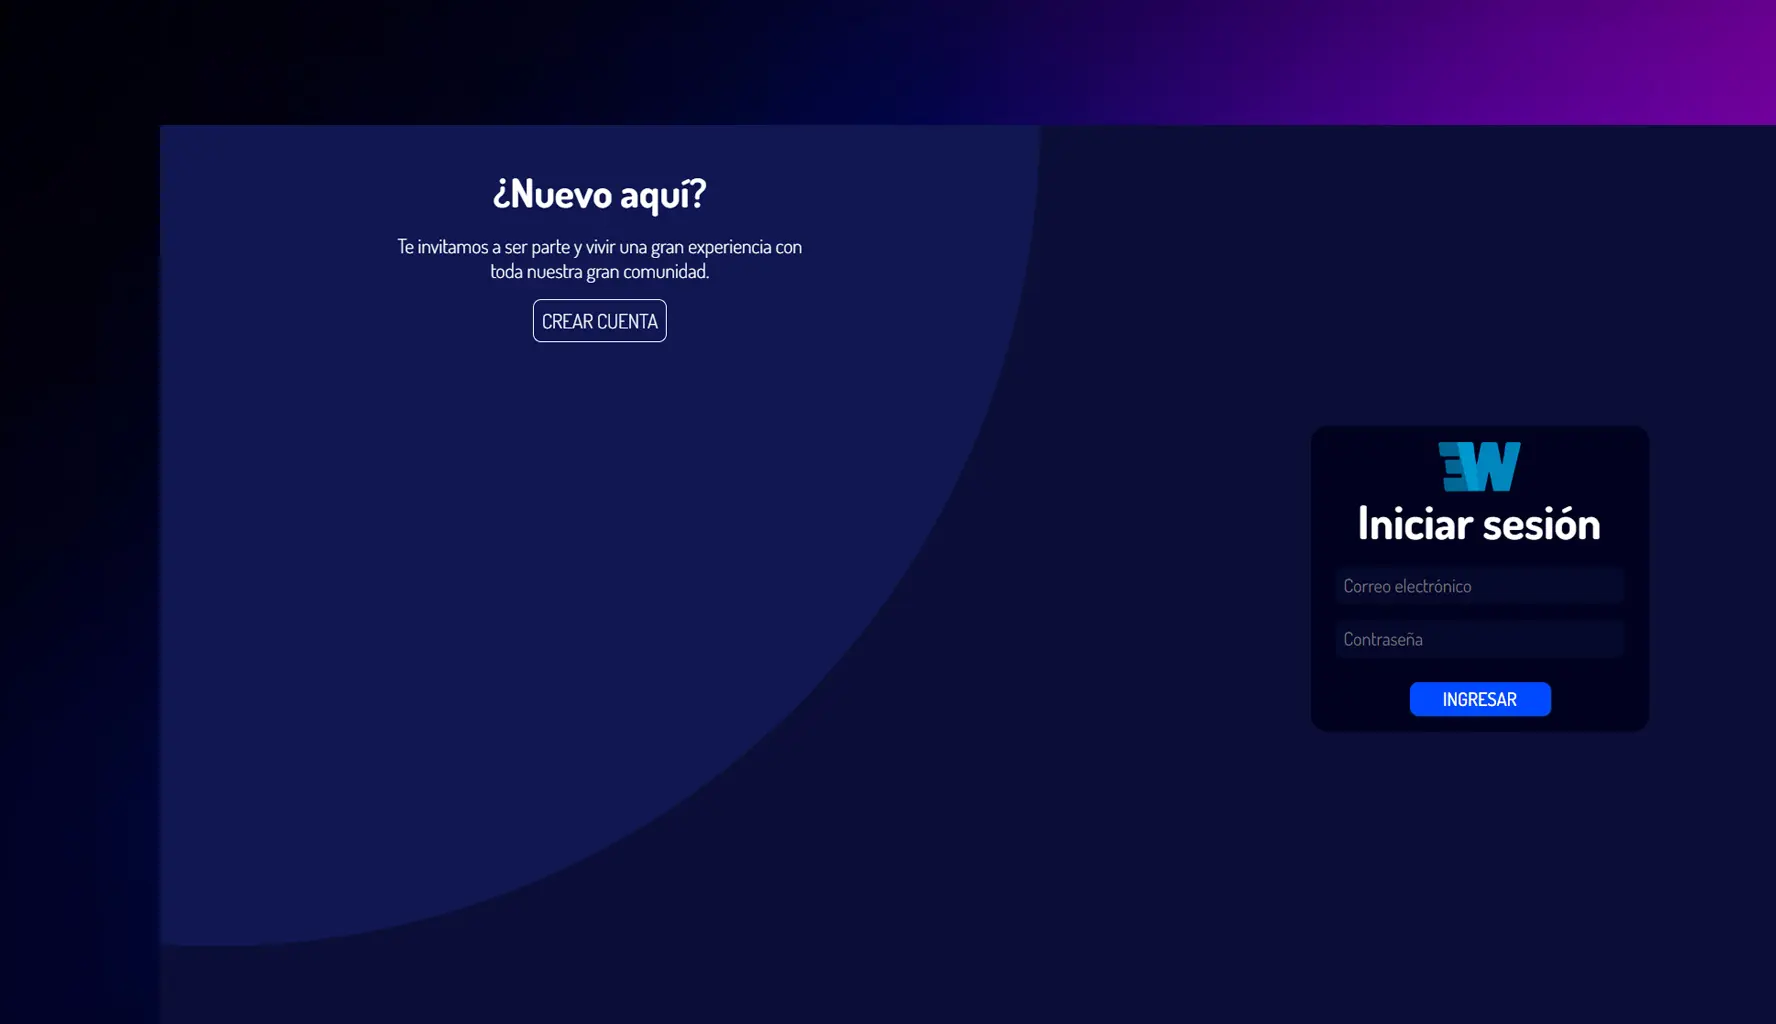 ¿Nuevo aquí?
Te invitamos a ser parte y vivir una gran experiencia con
toda nuestra gran comunidad.
CREAR CUENTA
EW
Iniciar sesión
Correo electrónico
Contraseña
INGRESAR